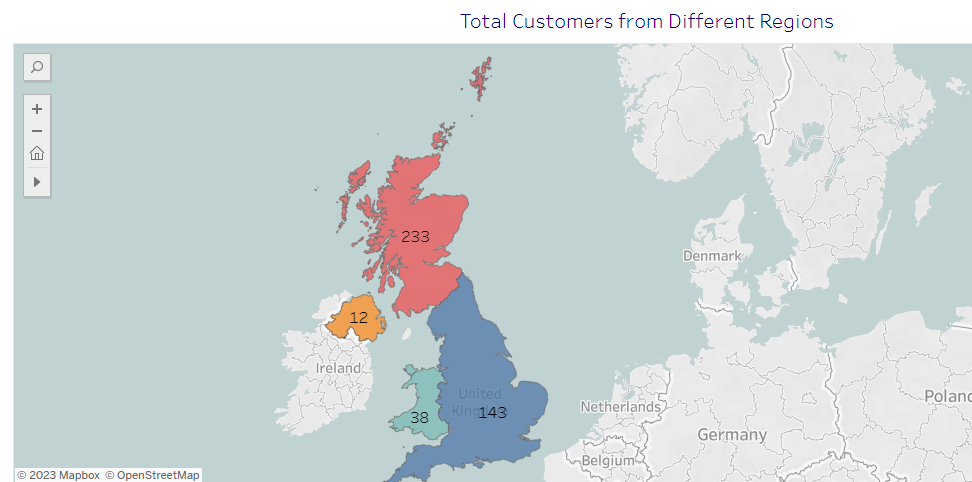 Total Customers from Different Regions
233
Denmark
12
Ireland
United
Kingdom
143
38
Netherlands
Poland
Germany
Belgium
© 2023 Mapbox © OpenStreetMap